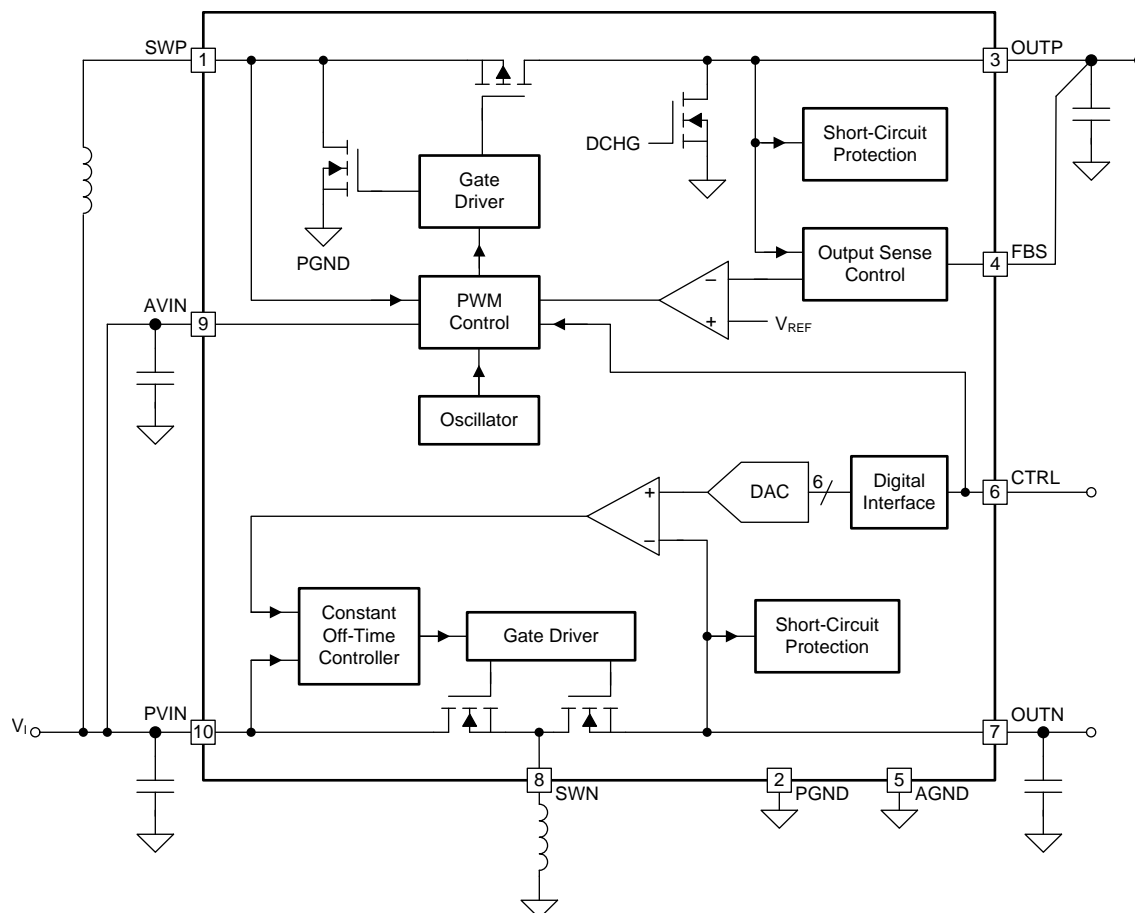 SWP
1
3
OUTP
DCHG
Short-Circuit
Protection
Gate
Driver
PGND
Output Sense
Control
4
FBS
AVIN
9
PWM
Control
−
+
VREF
Oscillator
6
DAC
Digital
Interface
6
CTRL
+
−
Constant
Off-Time
Controller
Gate Driver
Short-Circuit
Protection
VI
PVIN
10
7
OUTN
8
SWN
2
PGND
5
AGND